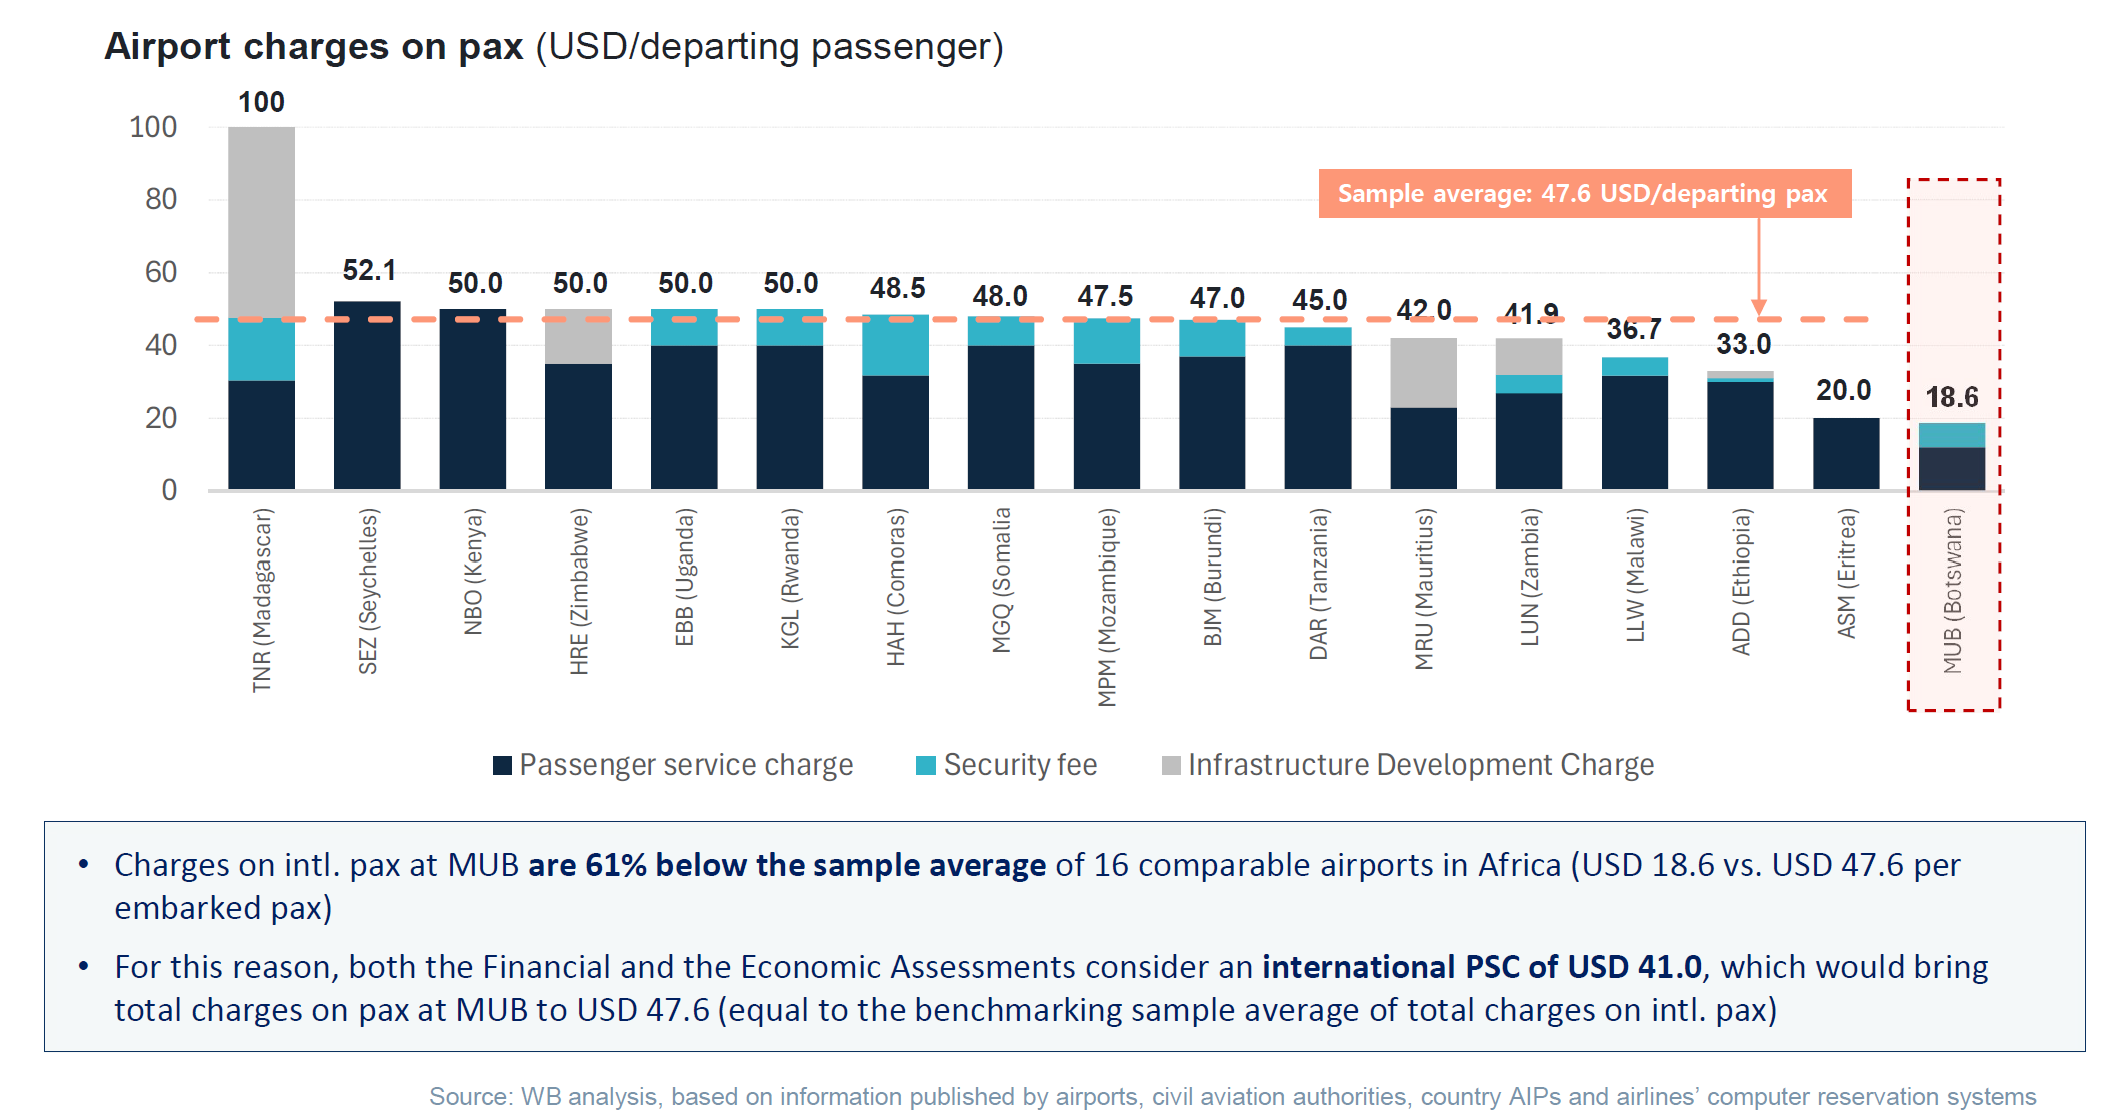 Airport charges on pax (USD/departing passenger)
100
52.1
50.0
50.0
50.0
50.0
48.5
48.0
47.5
47.0
45.0
42.0
41.9
36.7
33.0
20.0
18.6
100
80
60
40
20
0
Sample average: 47.6 USD/departing pax
TNR (Madagascar)
SEZ (Seychelles)
NBO (Kenya)
HRE (Zimbabwe)
EBB (Uganda)
KGL (Rwanda)
HAH (Comoras)
MGQ (Somalia
MPM (Mozambique)
BJM (Burundi)
DAR (Tanzania)
MRU (Mauritius)
LUN (Zambia)
LLW (Malawi)
ADD (Ethiopia)
ASM (Eritrea)
MUB (Botswana)
Passenger service charge
Security fee
Infrastructure Development Charge
• Charges on intl. pax at MUB are 61% below the sample average of 16 comparable airports in Africa (USD 18.6 vs. USD 47.6 per
embarked pax)
• For this reason, both the Financial and the Economic Assessments consider an international PSC of USD 41.0, which would bring
total charges on pax at MUB to USD 47.6 (equal to the benchmarking sample average of total charges on intl. pax)
Source: WB analysis, based on information published by airports, civil aviation authorities, country AIPs and airlines’ computer reservation systems